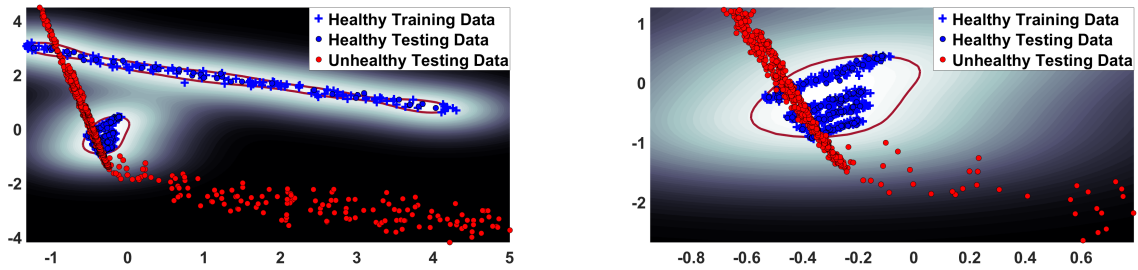 4
2
0
-2
-4
-1 0 1 2 3 4 5
Healthy Training Data
Healthy Testing Data
Unhealthy Testing Data
1
0
-1
-2
-0.8 -0.6 -0.4 -0.2 0 0.2 0.4 0.6
Healthy Training Data
Healthy Testing Data
Unhealthy Testing Data